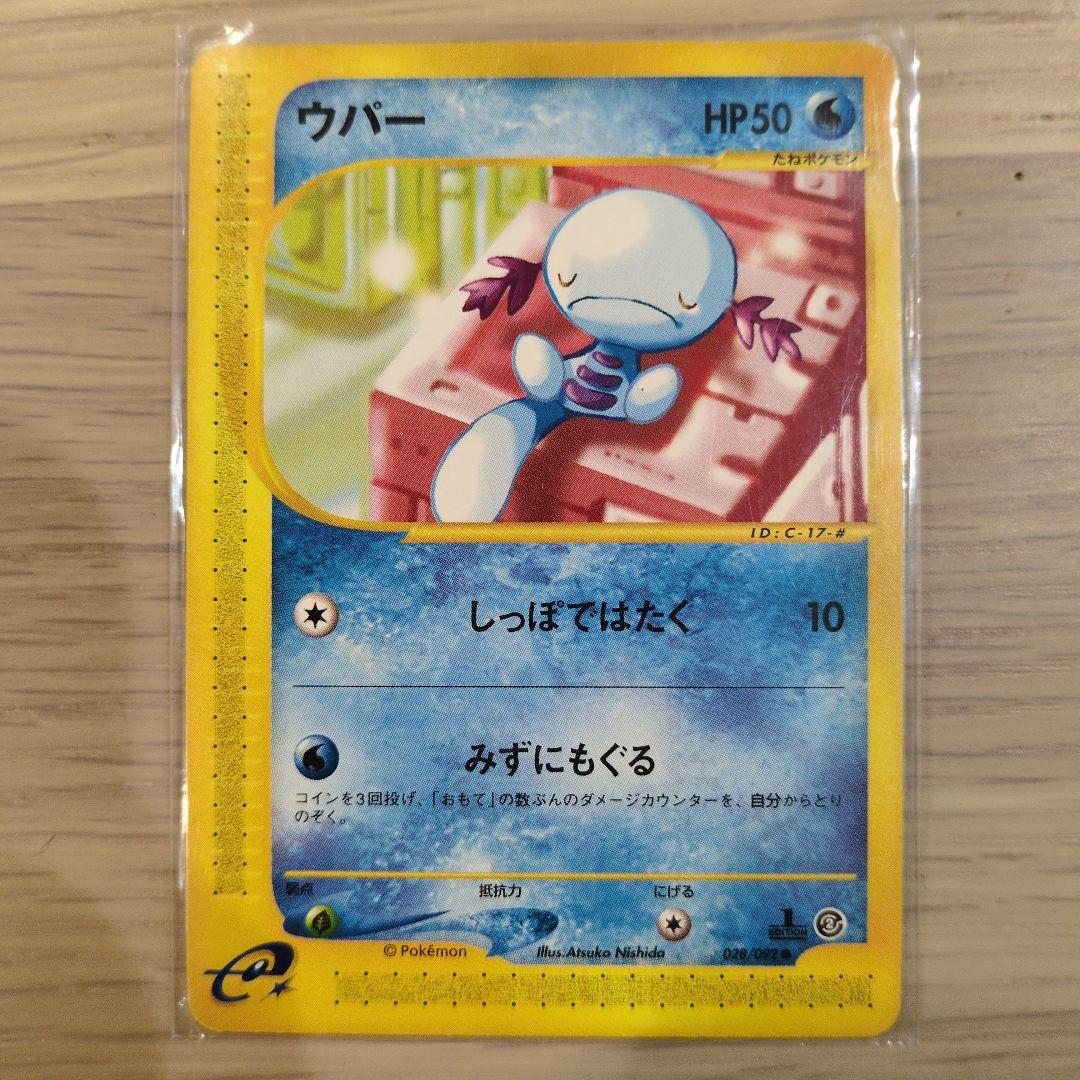 ウパー
HP50
たねポケモン
ID:C-17-#
しっぽではたく 10
みずにもぐる
コインを3回投げ、「おもて」の数ぶんのダメージカウンターを、自分からとり
のぞく。
弱点 抵抗力 にげる
1
EDITION
© Pokémon Illus.Atsuko Nishida 028/092●
e